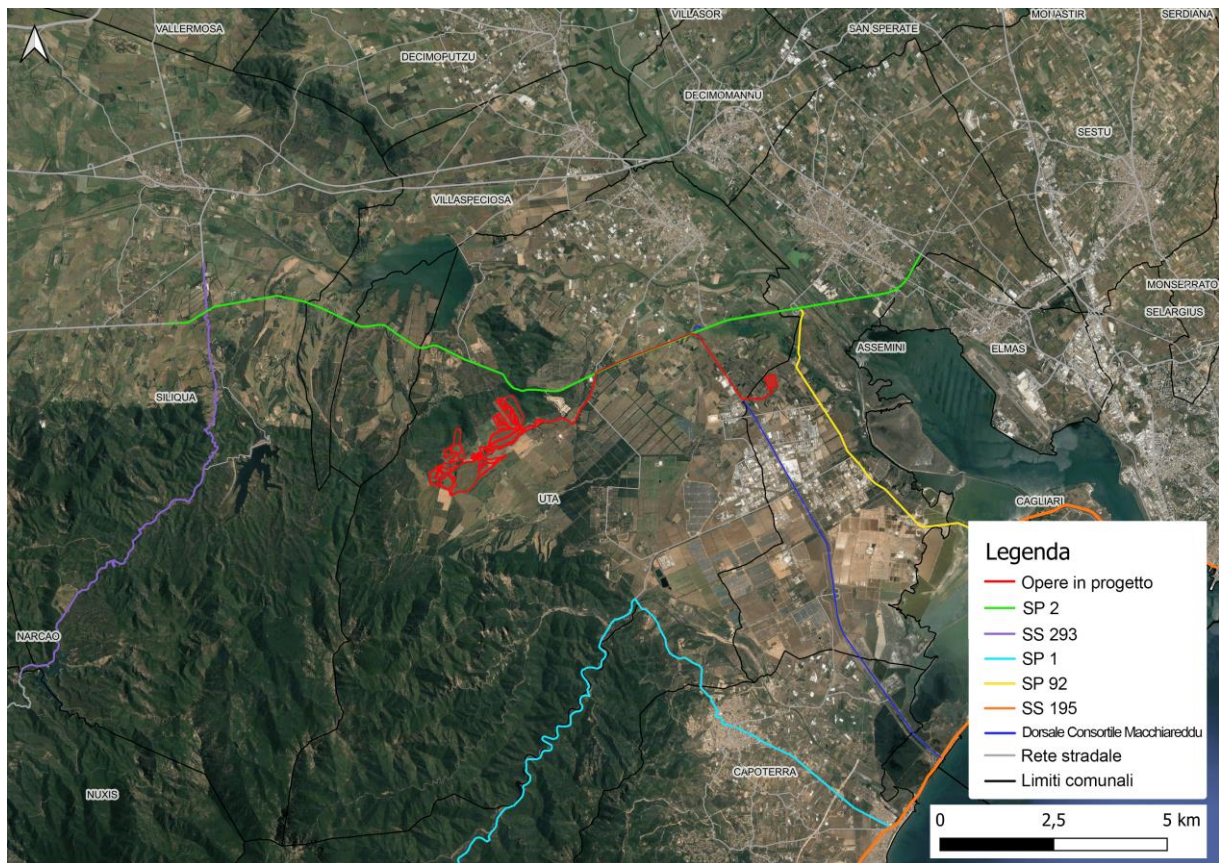 VILLASOR
MONASTIR
SERDIANA
VALLERMOSA
SAN SPERATE
DECIMOPUTZU
DECIMOMANNU
SESTU
VILLASPECIOSA
MONSERRATO
SELARGIUS
ASSEMINI
ELMAS
SILIQUA
UTA
CAGLIARI
NARCAO
CAPOTERRA
NUXIS
Legenda
Opere in progetto
SP 2
SS 293
SP 1
SP 92
SS 195
Dorsale Consortile Macchiareddu
Rete stradale
Limiti comunali
0 2,5 5 km